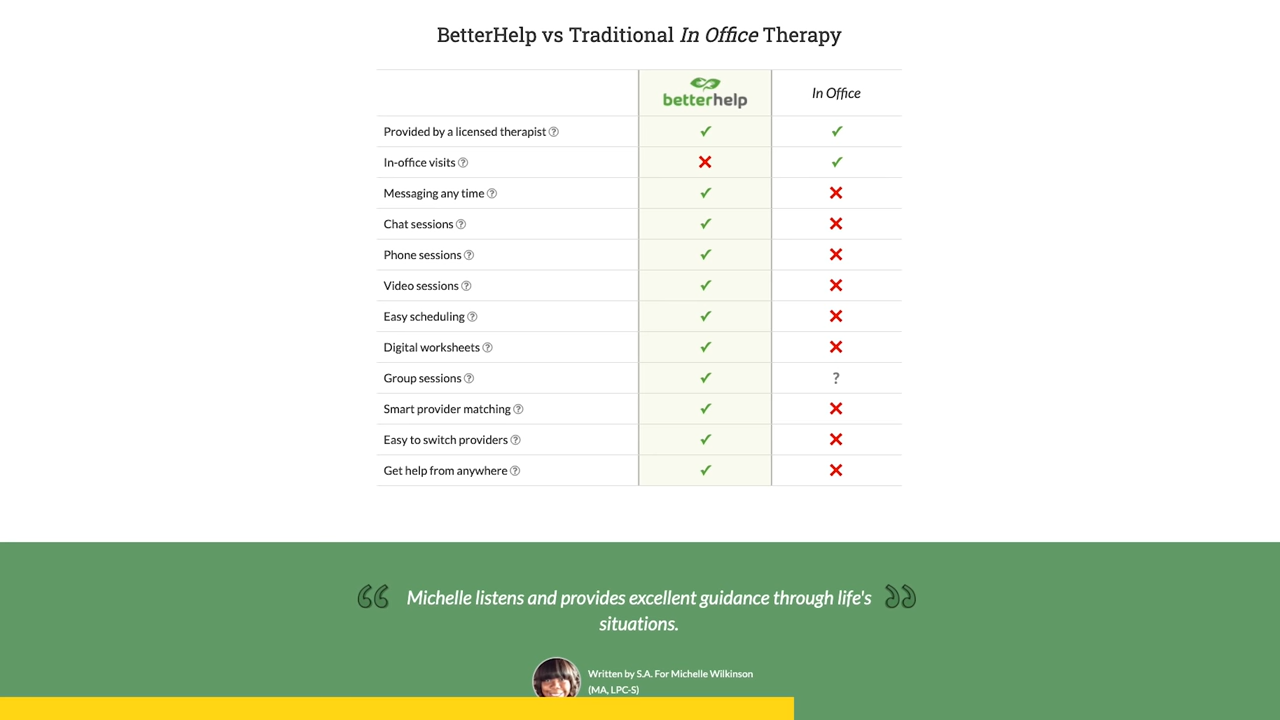 BetterHelp vs Traditional In Office Therapy
betterhelp In Office
Provided by a licensed therapist ? ✓ ✓
In-office visits ? ✕ ✓
Messaging any time ? ✓ ✕
Chat sessions ? ✓ ✕
Phone sessions ? ✓ ✕
Video sessions ? ✓ ✕
Easy scheduling ? ✓ ✕
Digital worksheets ? ✓ ✕
Group sessions ? ✓ ?
Smart provider matching ? ✓ ✕
Easy to switch providers ? ✓ ✕
Get help from anywhere ? ✓ ✕
“ Michelle listens and provides excellent guidance through life's ”
situations.
Written by S.A. For Michelle Wilkinson
(MA, LPC-S)